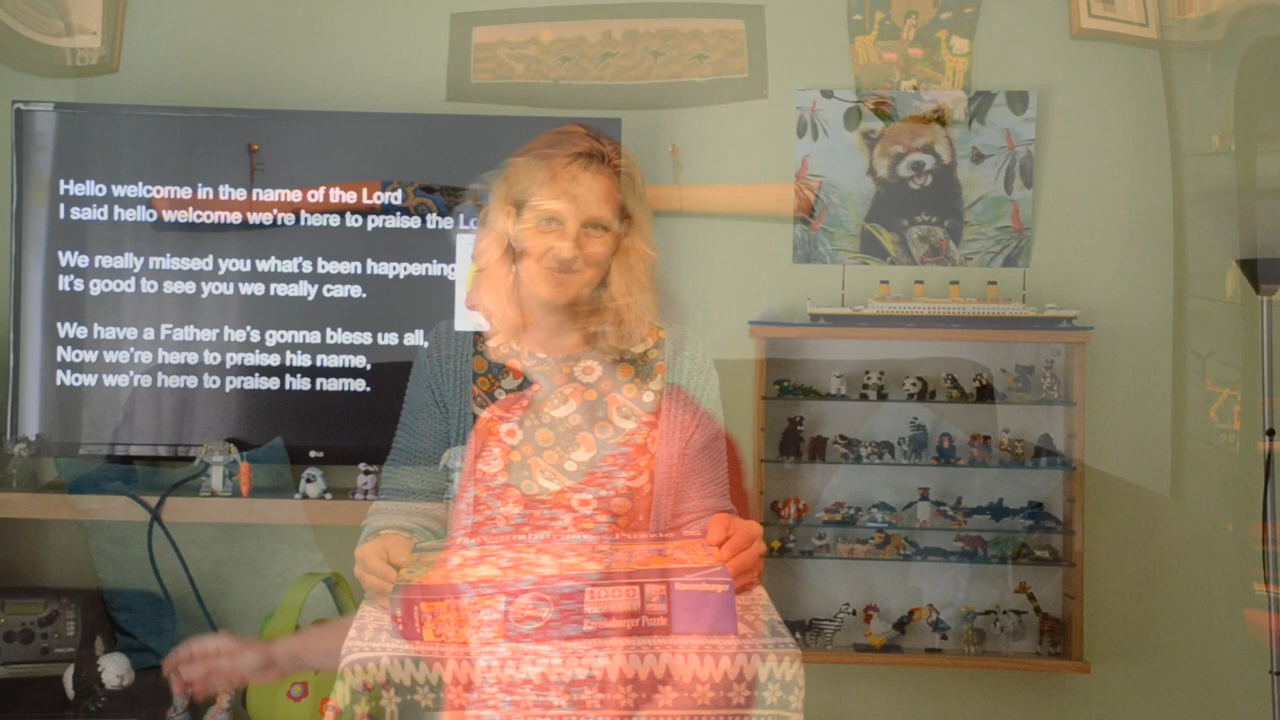 Hello welcome in the name of the Lord
I said hello welcome we're here to praise the
We really missed you what's been happening
It's good to see you we really care.
We have a Father he's gonna bless us all,
Now we're here to praise his name,
Now we're here to praise his name.
LG
Puzzle
1000
Ravensburger Puzzle
Ravensburger